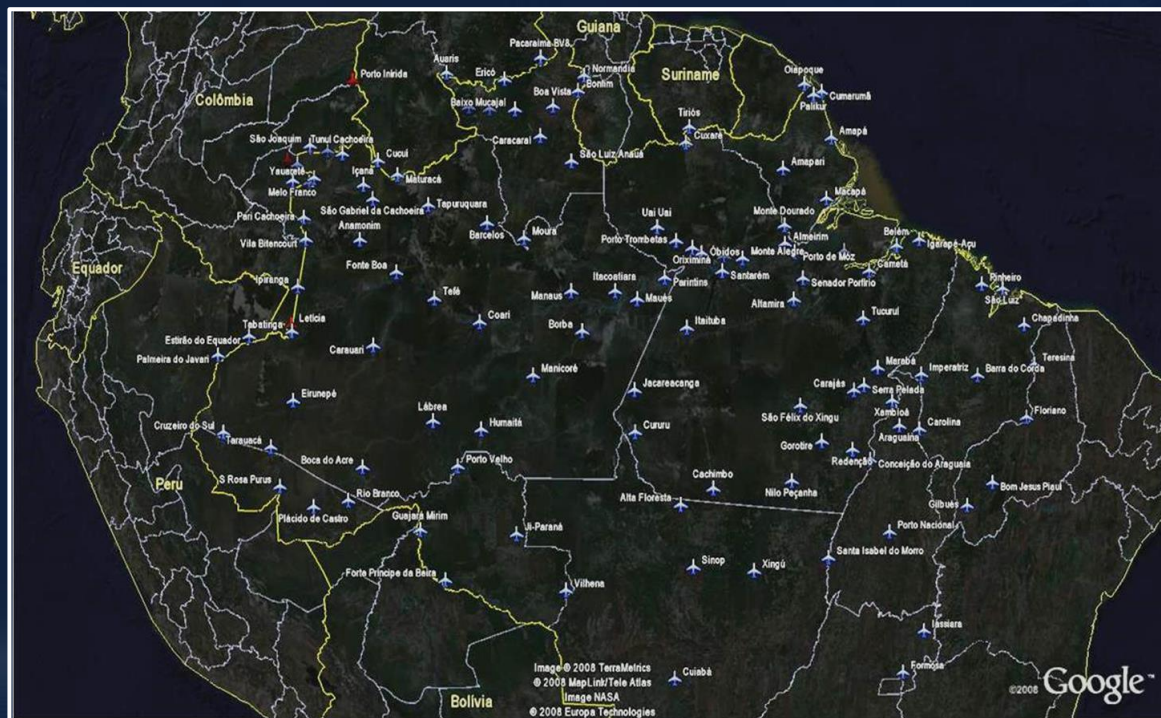 Guiana
Pacaraima BV8
Auaris
Ericó
Normandia
Bonfim
Porto Inírida
Suriname
Oiapoque
Colômbia
Boa Vista
Cumarumã
Palikur
Baixo Mucajaí
Tiriós
Cuxaré
Amapá
Caracaraí
São Joaquim
Tunuí Cachoeira
Cucuí
São Luiz Anauá
Amapari
Yauaretê
Içana
Maturacá
Melo Franco
Macapá
São Gabriel da Cachoeira
Tapuruquara
Pari Cachoeira
Uai Uai
Monte Dourado
Anamonim
Barcelos
Moura
Vila Bitencourt
Porto Trombetas
Almeirim
Belém
Igarapé-Açu
Óbidos
Monte Alegre
Porto de Móz
Oriximiná
Equador
Fonte Boa
Santarém
Cametá
Ipiranga
Itacoatiara
Parintins
Senador Porfírio
Pinheiro
Tefé
Manaus
Maués
Altamira
São Luiz
Letícia
Tabatinga
Coari
Borba
Itaituba
Tucuruí
Chapadinha
Estirão do Equador
Carauari
Palmeira do Javari
Teresina
Manicoré
Marabá
Imperatriz
Barra do Corda
Jacareacanga
Carajás
Serra Pelada
Eirunepé
São Félix do Xingu
Xambioá
Lábrea
Floriano
Cruzeiro do Sul
Humaitá
Cururu
Carolina
Tarauacá
Araguaína
Gorotire
Redenção
Conceição do Araguaia
Boca do Acre
Porto Velho
Peru
S Rosa Purus
Cachimbo
Nilo Peçanha
Bom Jesus Piauí
Rio Branco
Alta Floresta
Gilbués
Plácido de Castro
Guajará Mirim
Ji-Paraná
Porto Nacional
Santa Isabel do Morro
Sinop
Xingú
Forte Príncipe da Beira
Vilhena
Iassiara
Formosa
Cuiabá
Bolívia
Image © 2008 TerraMetrics
© 2008 MapLink/Tele Atlas
Image NASA
© 2008 Europa Technologies
©2008 Google™